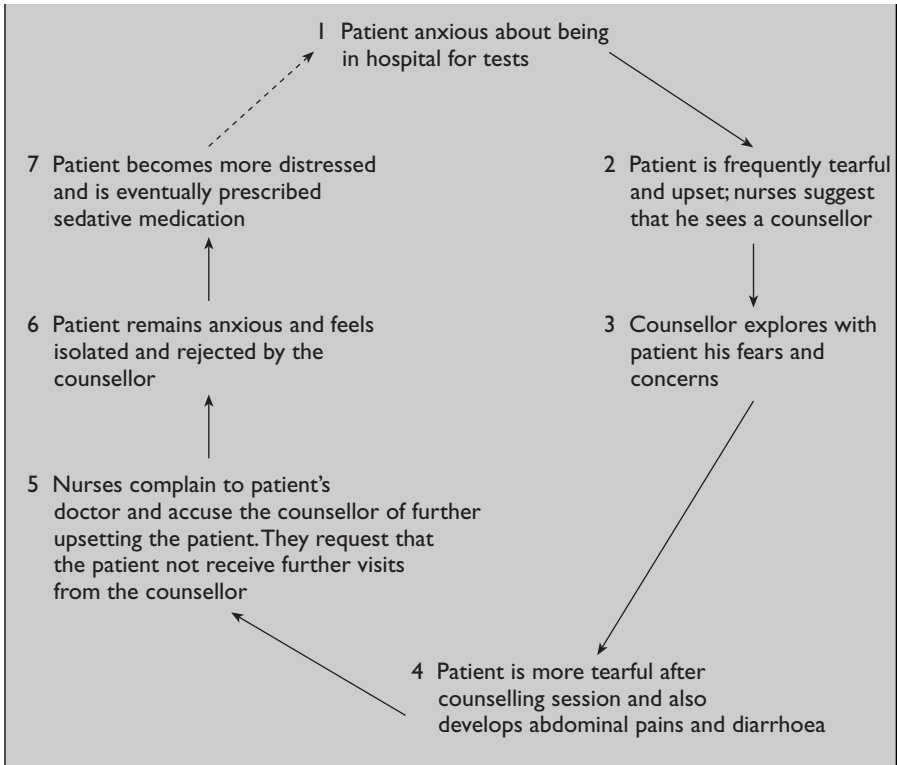 1 Patient anxious about being
in hospital for tests
2 Patient is frequently tearful
and upset; nurses suggest
that he sees a counsellor
3 Counsellor explores with
patient his fears and
concerns
4 Patient is more tearful after
counselling session and also
develops abdominal pains and diarrhoea
5 Nurses complain to patient's
doctor and accuse the counsellor of further
upsetting the patient. They request that
the patient not receive further visits
from the counsellor
6 Patient remains anxious and feels
isolated and rejected by the
counsellor
7 Patient becomes more distressed
and is eventually prescribed
sedative medication